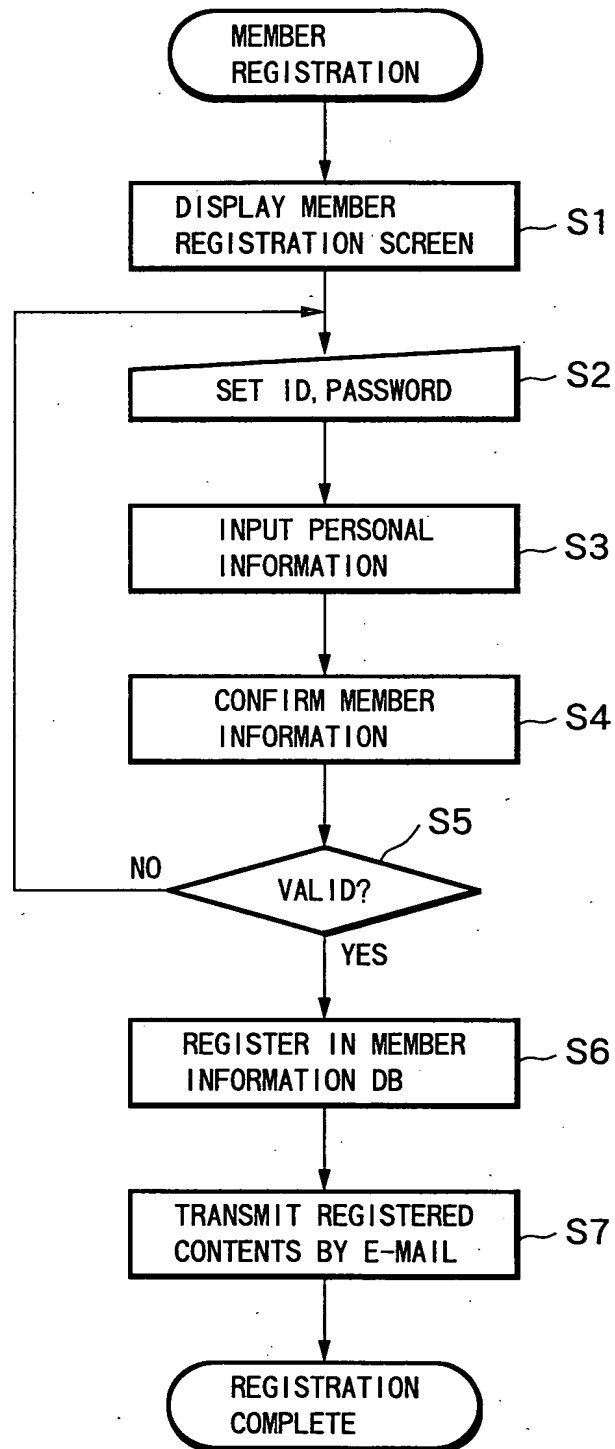 MEMBER
REGISTRATION
DISPLAY MEMBER
REGISTRATION SCREEN
S1
SET ID, PASSWORD
S2
INPUT PERSONAL
INFORMATION
S3
CONFIRM MEMBER
INFORMATION
S4
S5
NO
VALID?
YES
REGISTER IN MEMBER
INFORMATION DB
S6
TRANSMIT REGISTERED
CONTENTS BY E-MAIL
S7
REGISTRATION
COMPLETE